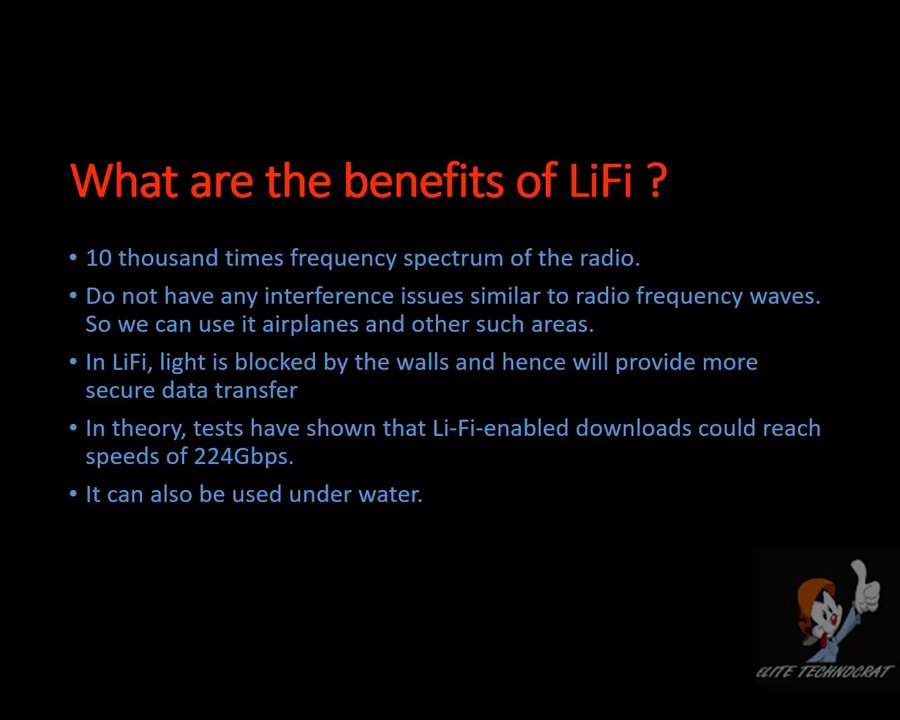 What are the benefits of LiFi ?
• 10 thousand times frequency spectrum of the radio.
• Do not have any interference issues similar to radio frequency waves.
So we can use it airplanes and other such areas.
• In LiFi, light is blocked by the walls and hence will provide more
secure data transfer
• In theory, tests have shown that Li-Fi-enabled downloads could reach
speeds of 224Gbps.
• It can also be used under water.
ELITE TECHNOCRAT